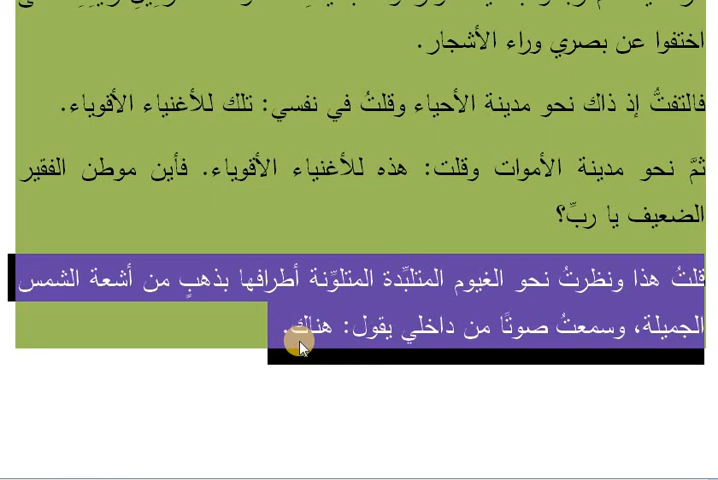 اختفوا عن بصري وراء الأشجار.
فالتفتُّ إذ ذاك نحو مدينة الأحياء وقلتُ في نفسي: تلك للأغنياء الأقوياء.
ثمَّ نحو مدينة الأموات وقلت: هذه للأغنياء الأقوياء. فأين موطن الفقير
الضعيف يا ربِّ؟
قلتُ هذا ونظرتُ نحو الغيوم المتلبِّدة المتلوِّنة أطرافها بذهبٍ من أشعة الشمس
الجميلة، وسمعتُ صوتًا من داخلي يقول: هناك.